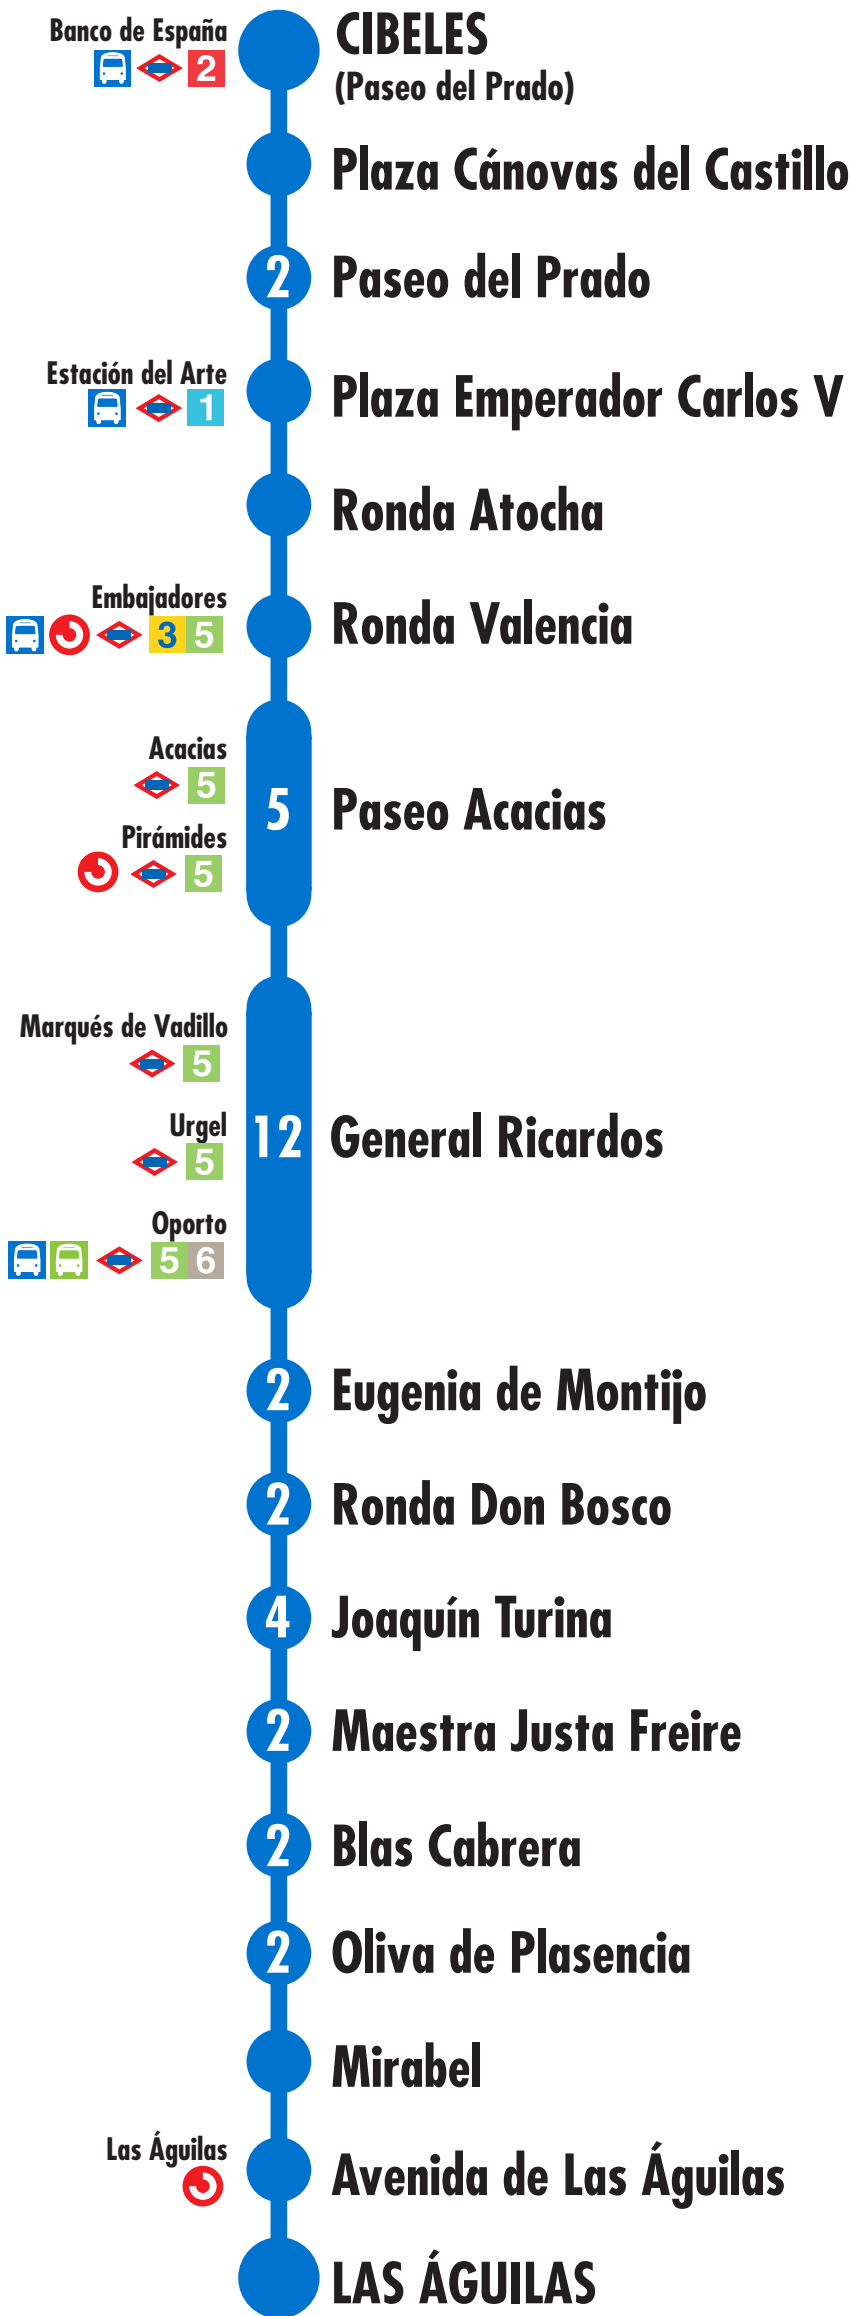 Banco de España
2
CIBELES
(Paseo del Prado)
Plaza Cánovas del Castillo
2 Paseo del Prado
Estación del Arte
1
Plaza Emperador Carlos V
Ronda Atocha
Embajadores
3 5
Ronda Valencia
Acacias
5
Pirámides
5
5 Paseo Acacias
Marqués de Vadillo
5
Urgel
5
Oporto
5 6
12 General Ricardos
2 Eugenia de Montijo
2 Ronda Don Bosco
4 Joaquín Turina
2 Maestra Justa Freire
2 Blas Cabrera
2 Oliva de Plasencia
Mirabel
Las Águilas
Avenida de Las Águilas
LAS ÁGUILAS